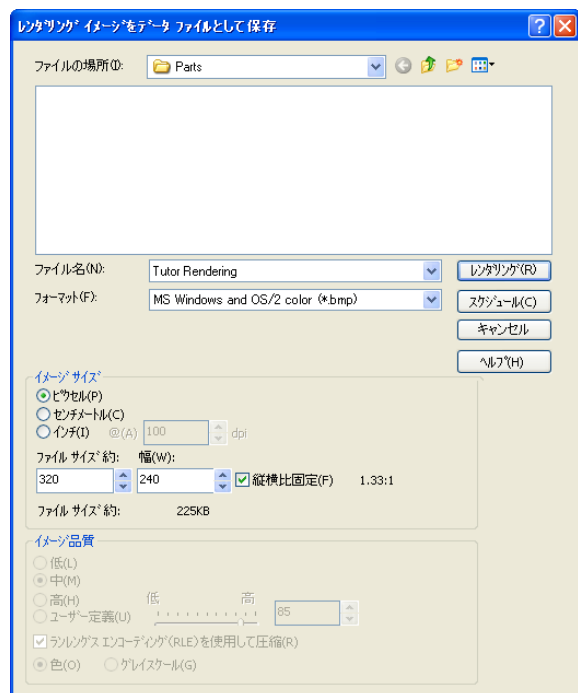 レンダリング イメージをデータ ファイルとして保存
ファイルの場所(I): Parts
ファイル名(N): Tutor Rendering レンダリング(R)
フォーマット(F): MS Windows and OS/2 color (*.bmp) スケジュール(C)
キャンセル
ヘルプ(H)
イメージ サイズ
ピクセル(P)
センチメートル(C)
インチ(I) @(A) 100 dpi
ファイル サイズ約: 幅(W):
320 240 縦横比固定(F) 1.33:1
ファイル サイズ約: 225KB
イメージ品質
低(L)
中(M)
高(H) 低 高
ユーザー定義(U) 85
ランレングス エンコーディング(RLE)を使用して圧縮(R)
色(O) グレイスケール(G)